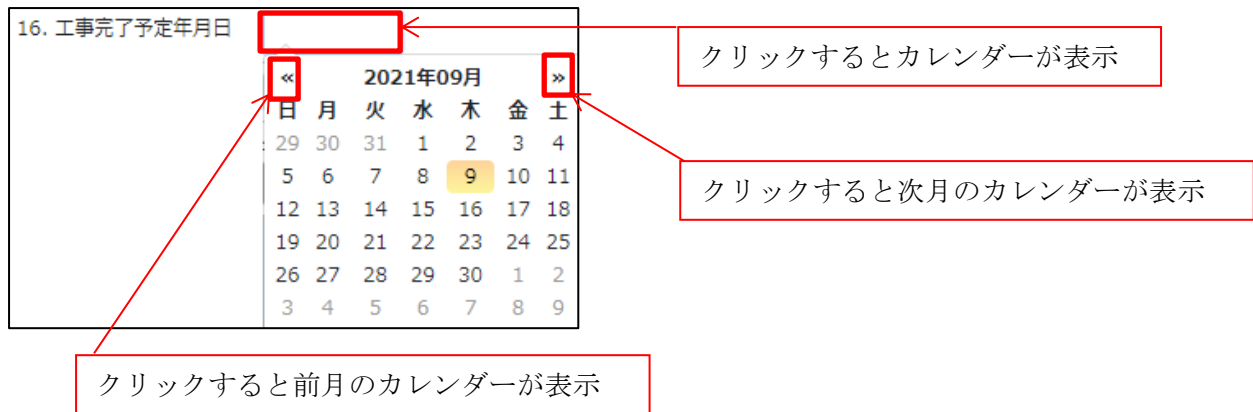 16. 工事完了予定年月日
クリックするとカレンダーが表示
« 2021年09月 »
日 月 火 水 木 金 土
29 30 31 1 2 3 4
5 6 7 8 9 10 11
12 13 14 15 16 17 18
19 20 21 22 23 24 25
26 27 28 29 30 1 2
3 4 5 6 7 8 9
クリックすると次月のカレンダーが表示
クリックすると前月のカレンダーが表示